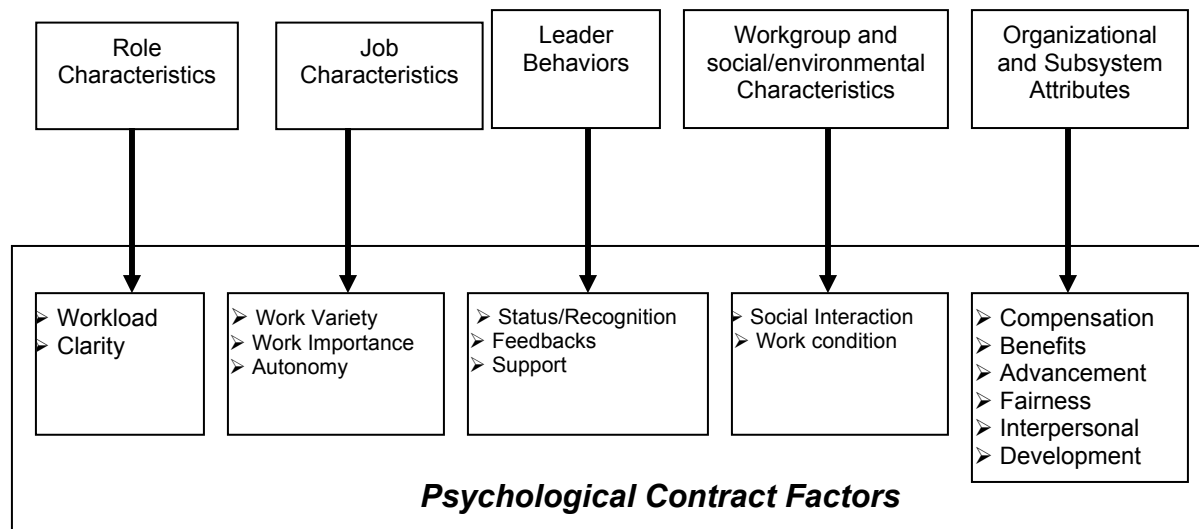 Role
Characteristics
Job
Characteristics
Leader
Behaviors
Workgroup and
social/environmental
Characteristics
Organizational
and Subsystem
Attributes
➢ Workload
➢ Clarity
➢ Work Variety
➢ Work Importance
➢ Autonomy
➢ Status/Recognition
➢ Feedbacks
➢ Support
➢ Social Interaction
➢ Work condition
➢ Compensation
➢ Benefits
➢ Advancement
➢ Fairness
➢ Interpersonal
➢ Development
Psychological Contract Factors